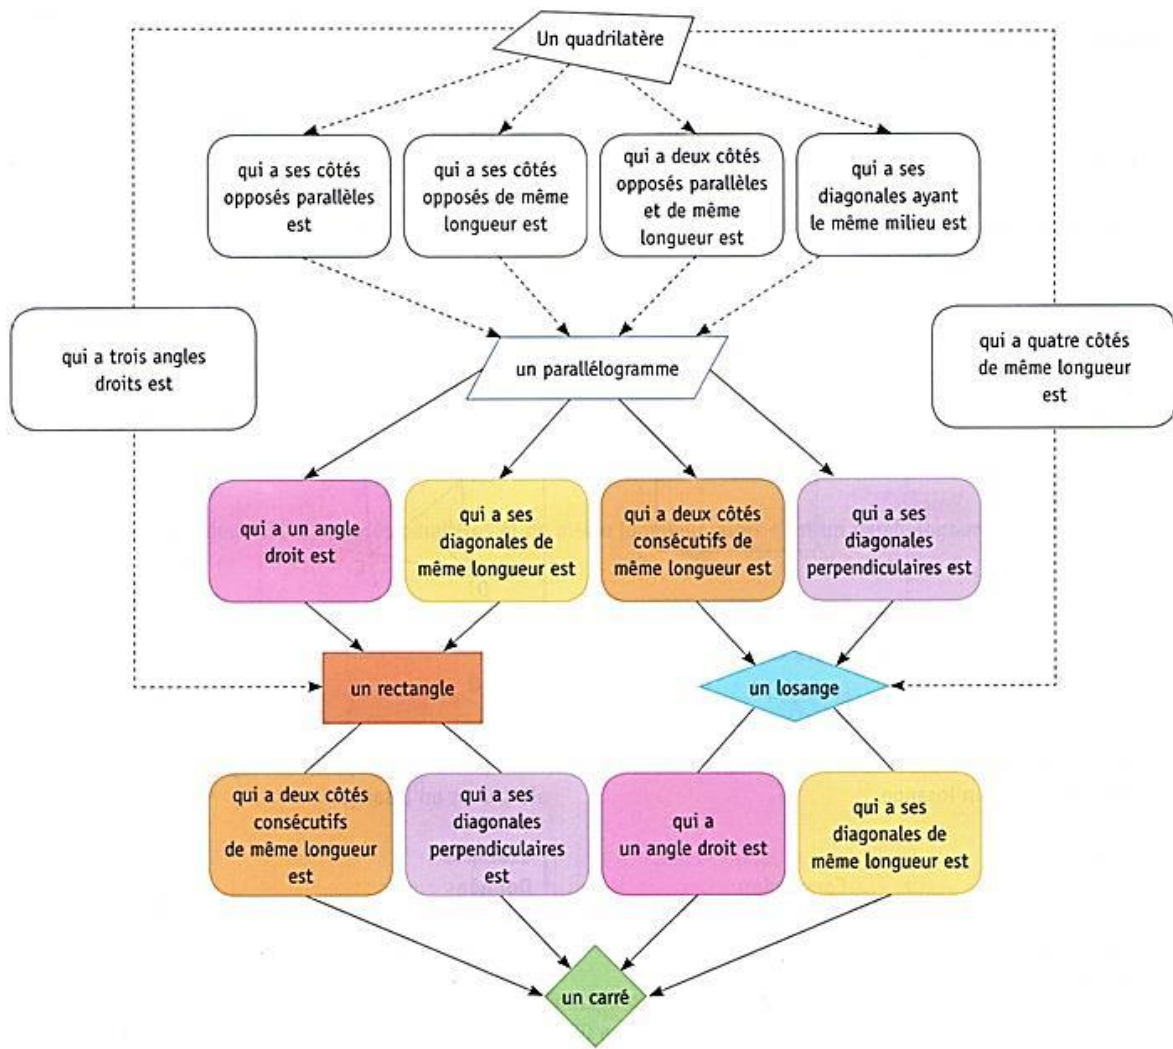 Un quadrilatère
qui a ses côtés
opposés parallèles
est
qui a ses côtés
opposés de même
longueur est
qui a deux côtés
opposés parallèles
et de même
longueur est
qui a ses
diagonales ayant
le même milieu est
qui a trois angles
droits est
un parallélogramme
qui a quatre côtés
de même longueur
est
qui a un angle
droit est
qui a ses
diagonales de
même longueur est
qui a deux côtés
consécutifs de
même longueur est
qui a ses
diagonales
perpendiculaires est
un rectangle
un losange
qui a deux côtés
consécutifs
de même longueur
est
qui a ses
diagonales
perpendiculaires
est
qui a
un angle droit est
qui a ses
diagonales de
même longueur est
un carré